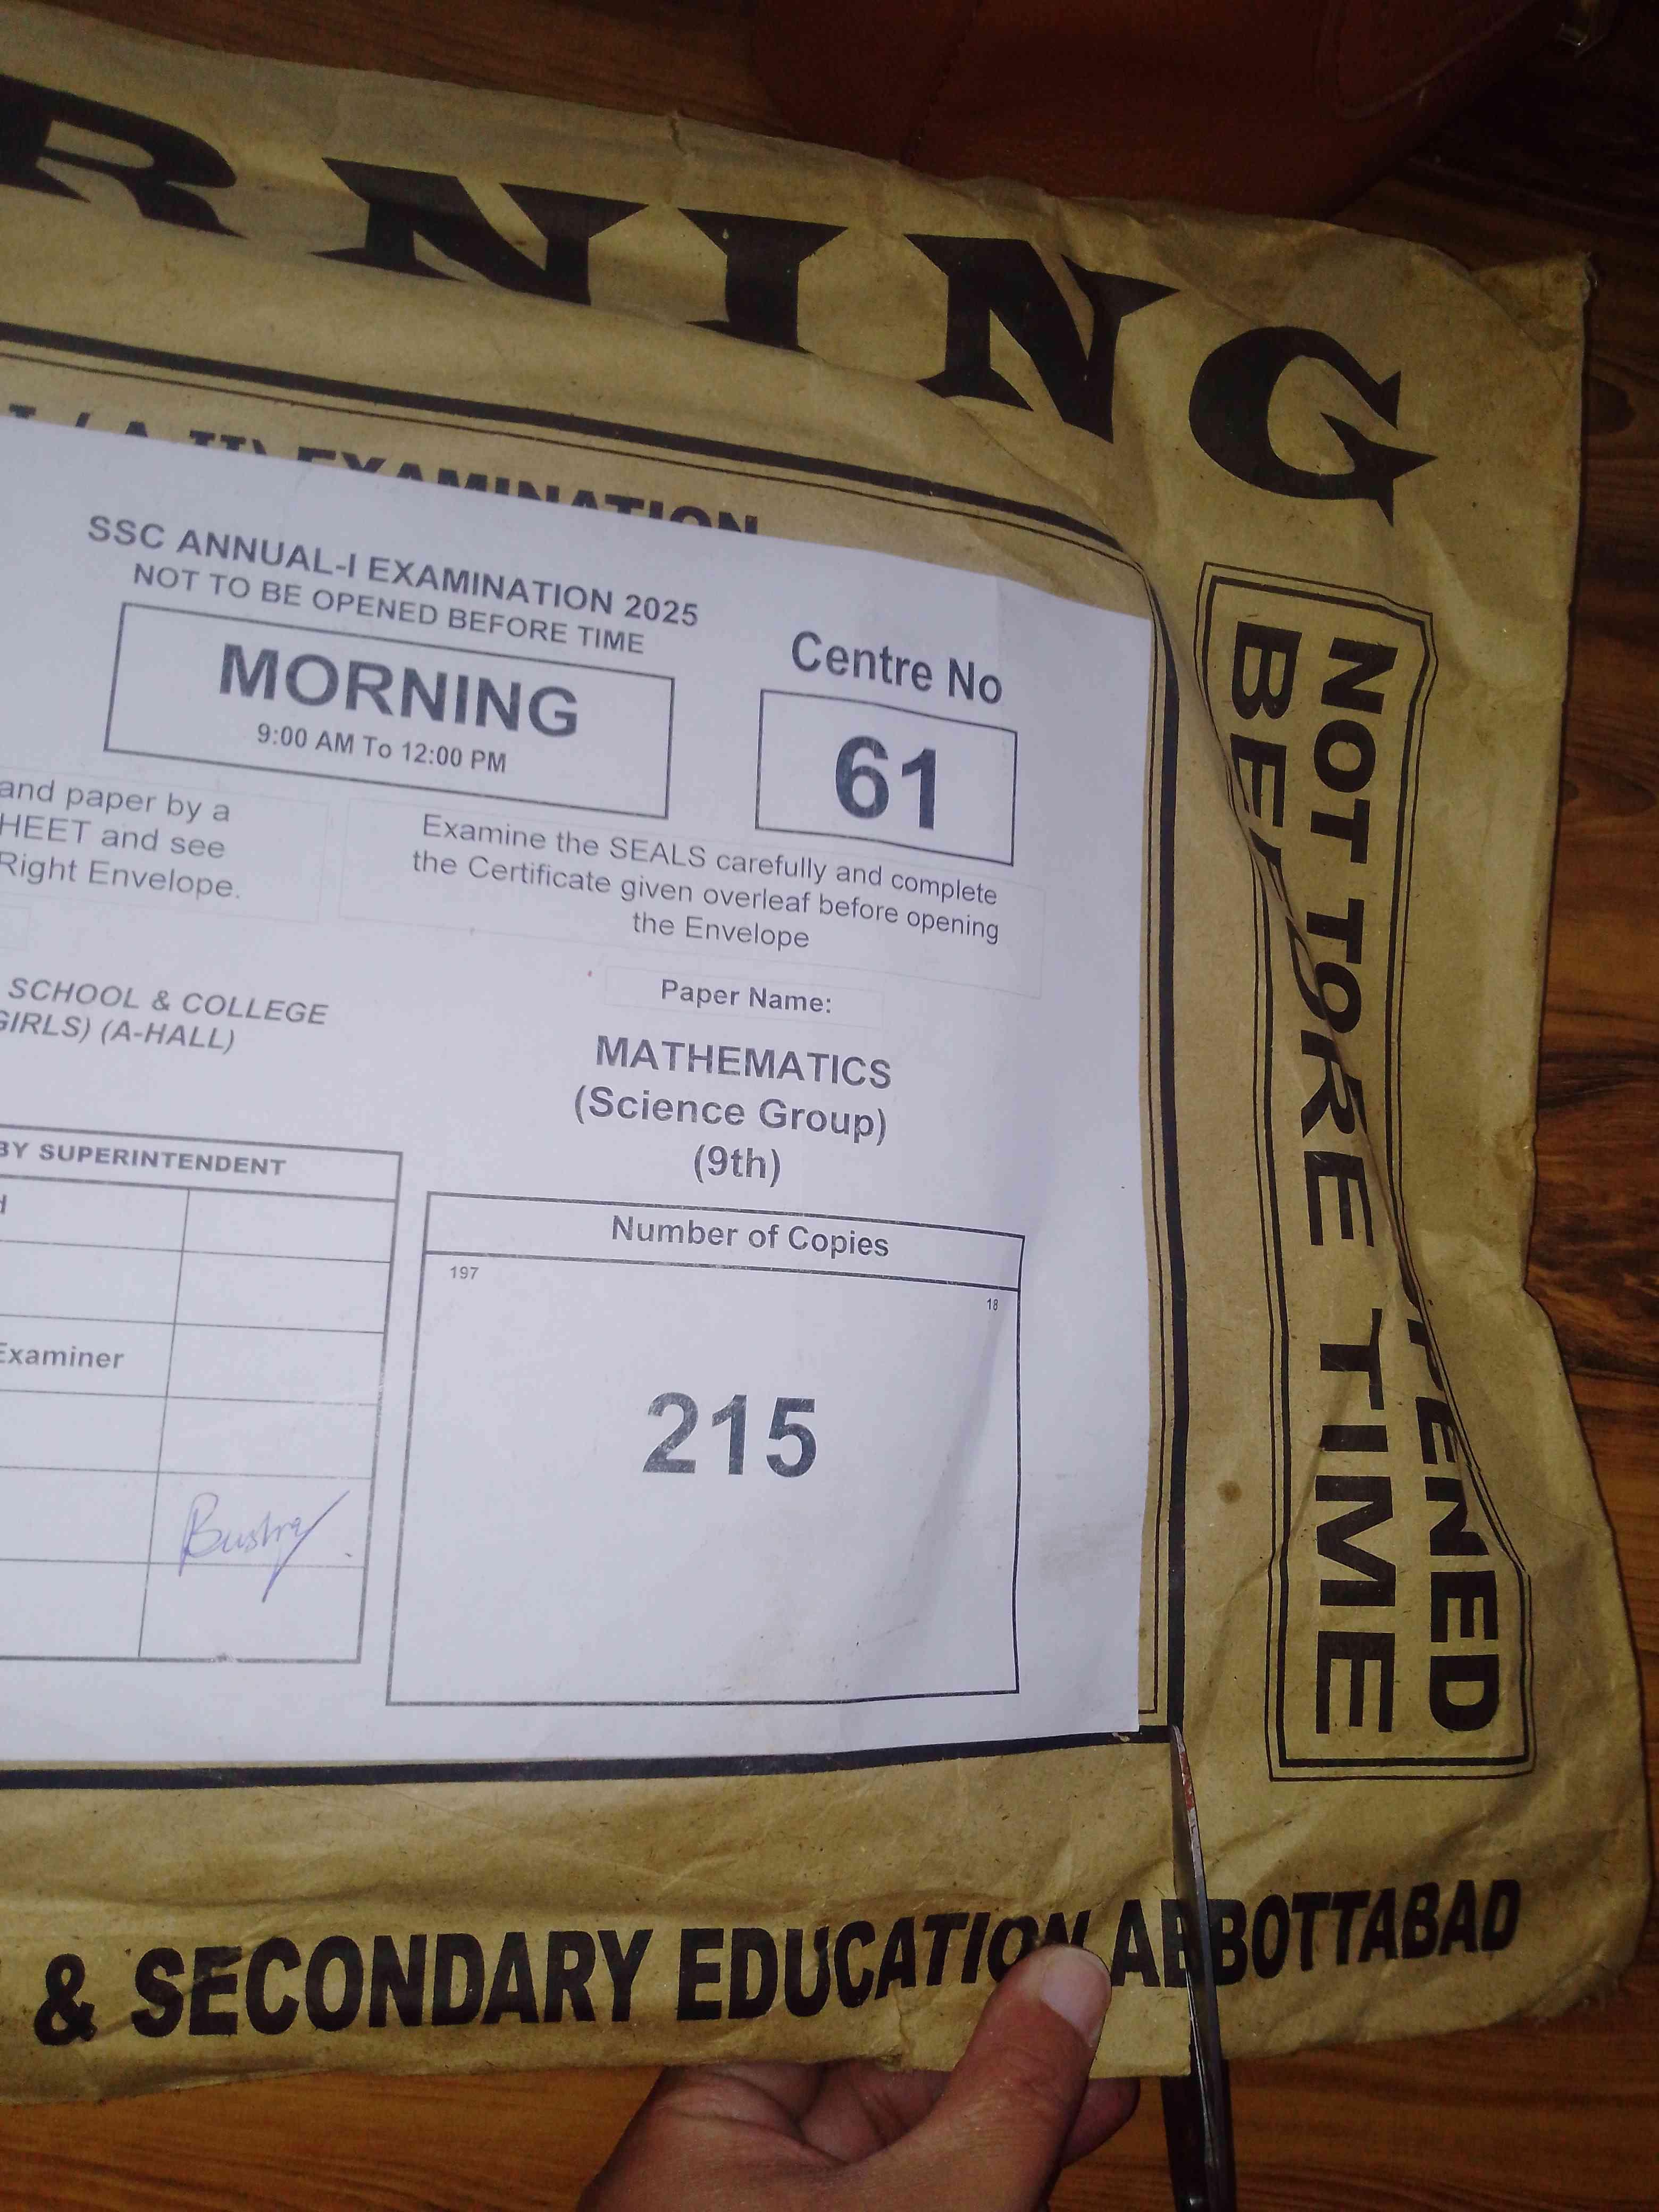 RNING
EXAMINATION
SSC ANNUAL-I EXAMINATION 2025
NOT TO BE OPENED BEFORE TIME
MORNING
9:00 AM To 12:00 PM
Centre No
61
and paper by a
HEET and see
Right Envelope.
Examine the SEALS carefully and complete
the Certificate given overleaf before opening
the Envelope
SCHOOL & COLLEGE
GIRLS) (A-HALL)
Paper Name:
MATHEMATICS
(Science Group)
(9th)
BY SUPERINTENDENT
Examiner
Number of Copies
197
18
215
NOT TO OPENED
BEFORE TIME
& SECONDARY EDUCATION ABBOTTABAD